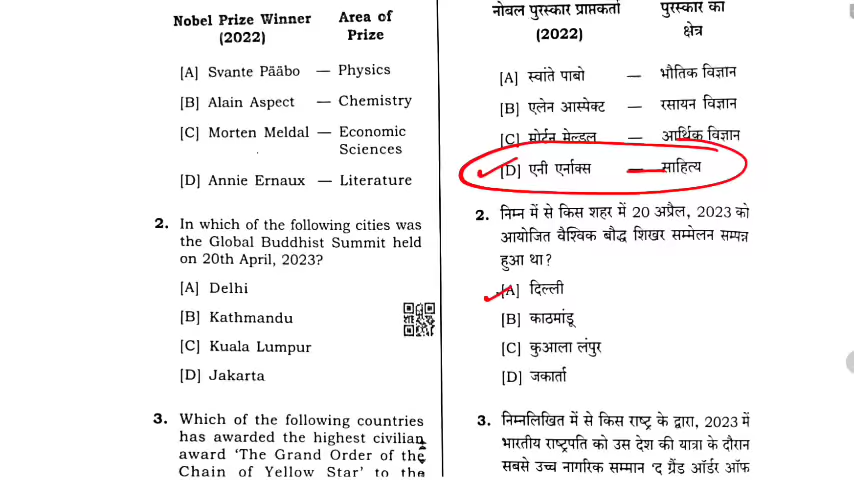 Nobel Prize Winner Area of
(2022) Prize
[A] Svante Pääbo — Physics
[B] Alain Aspect — Chemistry
[C] Morten Meldal — Economic
Sciences
[D] Annie Ernaux — Literature
2. In which of the following cities was
the Global Buddhist Summit held
on 20th April, 2023?
[A] Delhi
[B] Kathmandu
[C] Kuala Lumpur
[D] Jakarta
3. Which of the following countries
has awarded the highest civilian
award ‘The Grand Order of the
Chain of Yellow Star’ to the
नोबल पुरस्कार प्राप्तकर्ता पुरस्कार का
(2022) क्षेत्र
[A] स्वांते पाबो — भौतिक विज्ञान
[B] एलेन आस्पेक्ट — रसायन विज्ञान
[C] मोर्टन मेल्डल — आर्थिक विज्ञान
[D] एनी एर्नाक्स — साहित्य
2. निम्न में से किस शहर में 20 अप्रैल, 2023 को
आयोजित वैश्विक बौद्ध शिखर सम्मेलन सम्पन्न
हुआ था?
[A] दिल्ली
[B] काठमांडू
[C] कुआला लंपुर
[D] जकार्ता
3. निम्नलिखित में से किस राष्ट्र के द्वारा, 2023 में
भारतीय राष्ट्रपति को उस देश की यात्रा के दौरान
सबसे उच्च नागरिक सम्मान ‘द ग्रैंड ऑर्डर ऑफ